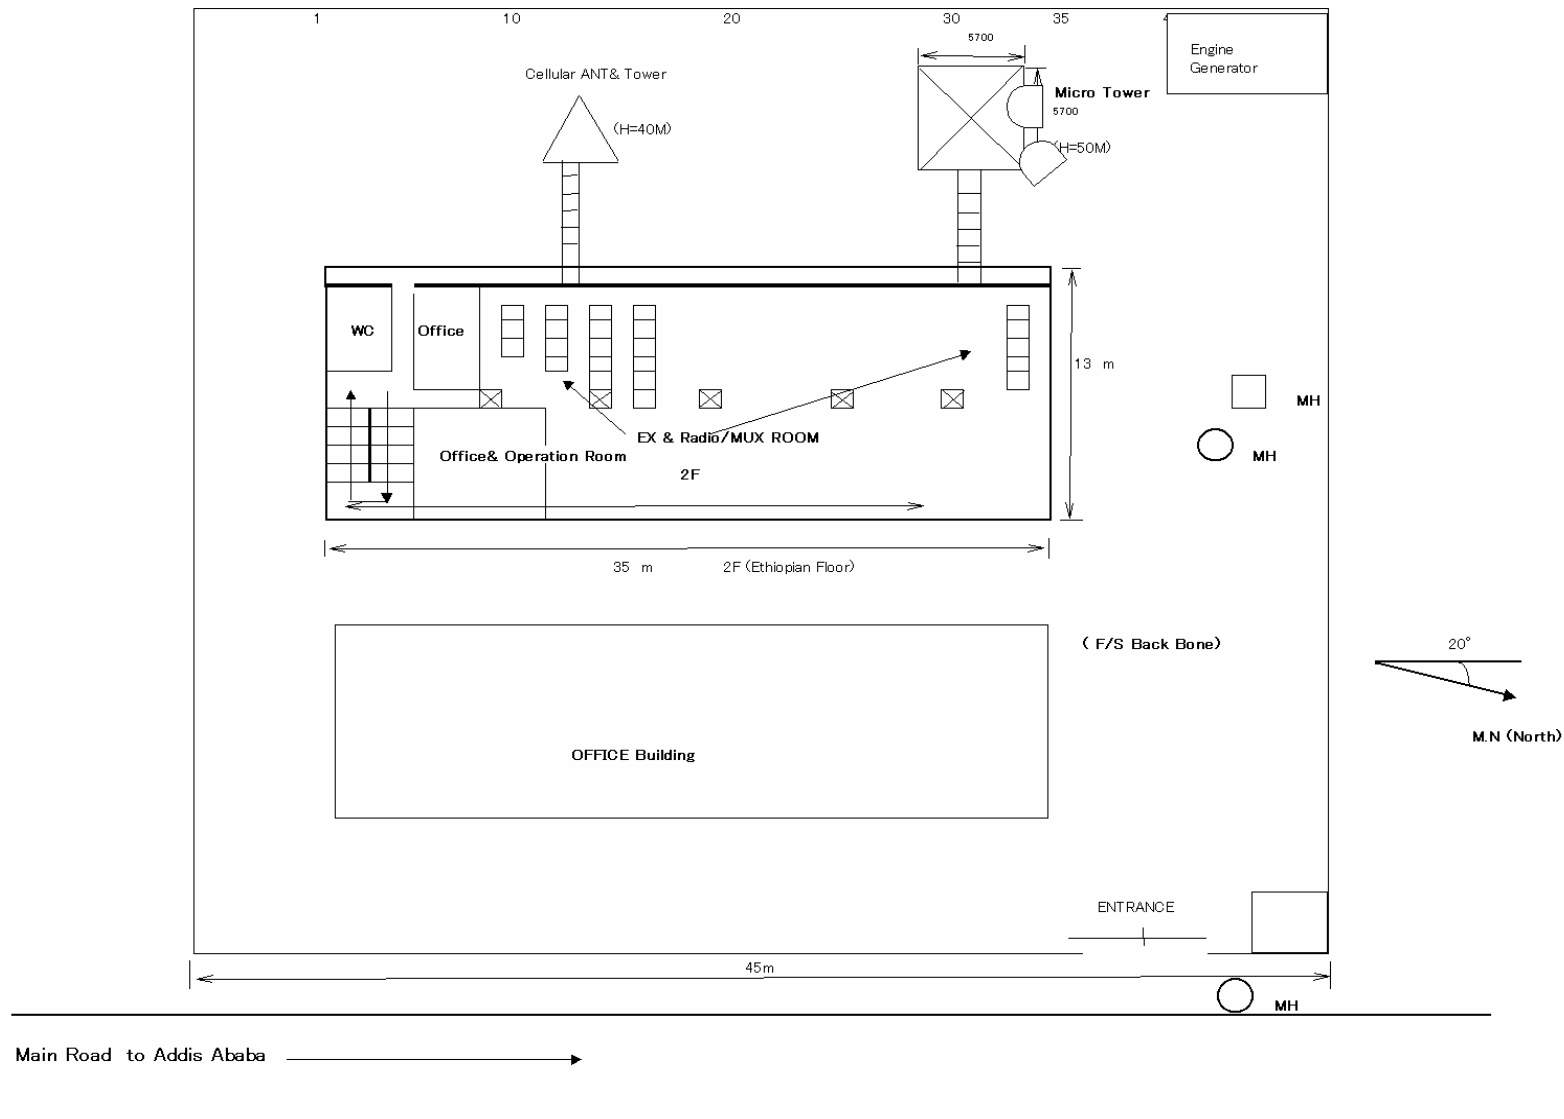 1 10 20 30 35
5700
Engine
Generator
Cellular ANT& Tower
Micro Tower
5700
(H=40M)
(H=50M)
WC
Office
13 m
MH
EX & Radio/MUX ROOM
Office& Operation Room
MH
2F
35 m 2F (Ethiopian Floor)
( F/S Back Bone)
20°
M.N (North)
OFFICE Building
ENTRANCE
45m
MH
Main Road to Addis Ababa